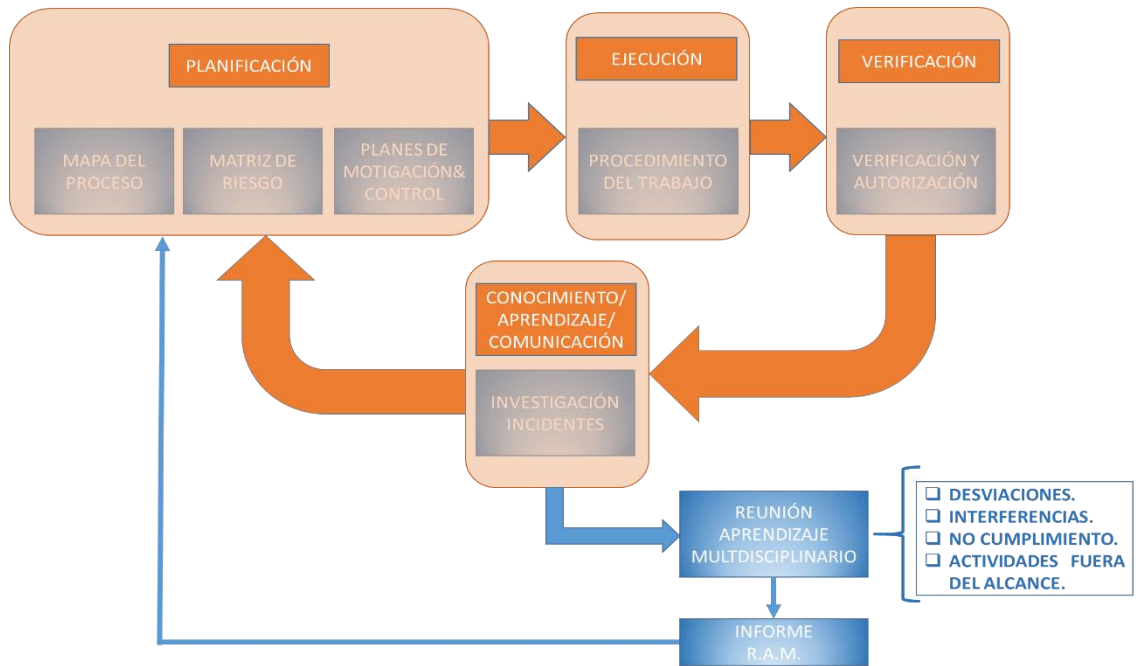 PLANIFICACIÓN
MAPA DEL
PROCESO
MATRIZ DE
RIESGO
PLANES DE
MOTIGACIÓN&
CONTROL
EJECUCIÓN
PROCEDIMIENTO
DEL TRABAJO
VERIFICACIÓN
VERIFICACIÓN Y
AUTORIZACIÓN
CONOCIMIENTO/
APRENDIZAJE/
COMUNICACIÓN
INVESTIGACIÓN
INCIDENTES
REUNIÓN
APRENDIZAJE
MULTDISCIPLINARIO
❑ DESVIACIONES.
❑ INTERFERENCIAS.
❑ NO CUMPLIMIENTO.
❑ ACTIVIDADES FUERA
DEL ALCANCE.
INFORME
R.A.M.